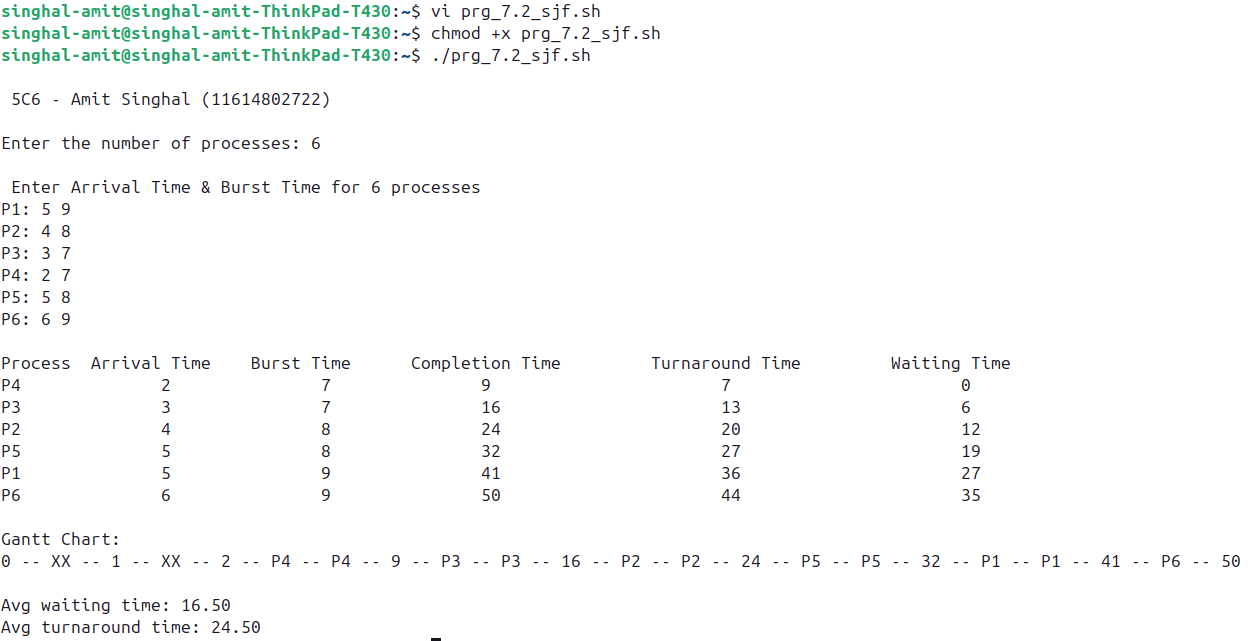 singhal-amit@singhal-amit-ThinkPad-T430:~$ vi prg_7.2_sjf.sh
singhal-amit@singhal-amit-ThinkPad-T430:~$ chmod +x prg_7.2_sjf.sh
singhal-amit@singhal-amit-ThinkPad-T430:~$ ./prg_7.2_sjf.sh
5C6 - Amit Singhal (11614802722)
Enter the number of processes: 6
Enter Arrival Time & Burst Time for 6 processes
P1: 5 9
P2: 4 8
P3: 3 7
P4: 2 7
P5: 5 8
P6: 6 9
Process Arrival Time Burst Time Completion Time Turnaround Time Waiting Time
P4 2 7 9 7 0
P3 3 7 16 13 6
P2 4 8 24 20 12
P5 5 8 32 27 19
P1 5 9 41 36 27
P6 6 9 50 44 35
Gantt Chart:
0 -- XX -- 1 -- XX -- 2 -- P4 -- P4 -- 9 -- P3 -- P3 -- 16 -- P2 -- P2 -- 24 -- P5 -- P5 -- 32 -- P1 -- P1 -- 41 -- P6 -- 50
Avg waiting time: 16.50
Avg turnaround time: 24.50